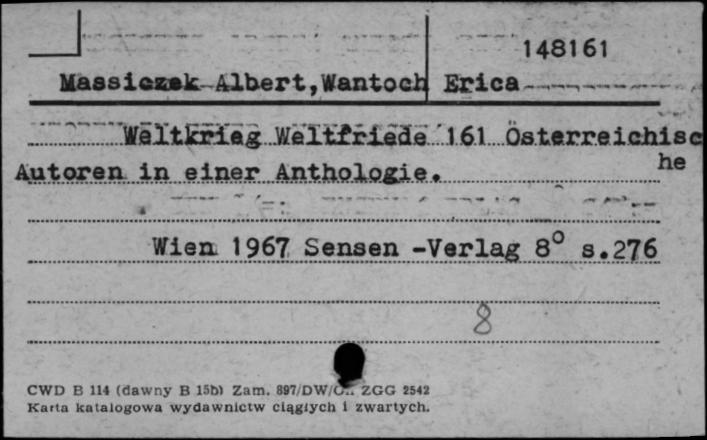 148161
Massiczek Albert,Wantoch Erica
Weltkrieg Weltfriede 161 Österreichisc
he
Autoren in einer Anthologie.
Wien 1967 Sensen -Verlag 8° s.276
8
CWD B 114 (dawny B 15b) Zam. 897/DW/ ZGG 2542
Karta katalogowa wydawnictw ciągłych i zwartych.